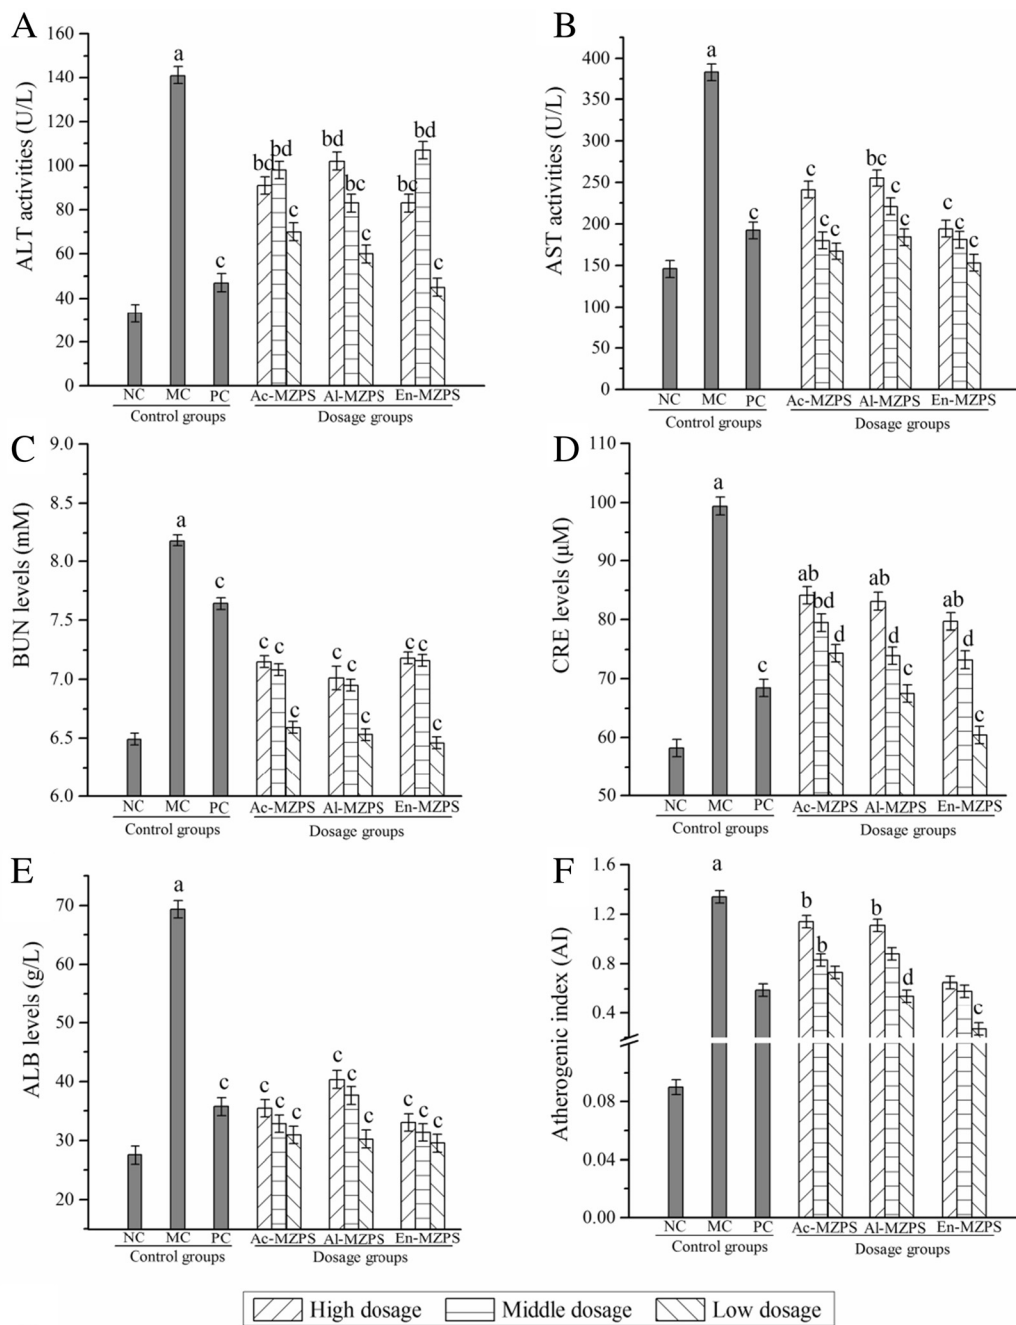 A
ALT activities (U/L)
160
140
120
100
80
60
40
20
0
a
c
bd
bd
c
bd
bc
c
bc
bd
c
NC MC PC Ac-MZPS Al-MZPS En-MZPS
Control groups Dosage groups
B
AST activities (U/L)
400
350
300
250
200
150
100
50
0
a
c
c
c
c
bc
c
c
c
c
c
NC MC PC Ac-MZPS Al-MZPS En-MZPS
Control groups Dosage groups
C
BUN levels (mM)
9.0
8.5
8.0
7.5
7.0
6.5
6.0
a
c
c
c
c
c
c
c
c
c
c
NC MC PC Ac-MZPS Al-MZPS En-MZPS
Control groups Dosage groups
D
CRE levels (μM)
110
100
90
80
70
60
50
a
c
ab
bd
d
ab
d
c
ab
d
c
NC MC PC Ac-MZPS Al-MZPS En-MZPS
Control groups Dosage groups
E
ALB levels (g/L)
70
60
50
40
30
20
a
c
c
c
c
c
c
c
c
c
c
NC MC PC Ac-MZPS Al-MZPS En-MZPS
Control groups Dosage groups
F
Atherogenic index (AI)
1.6
1.2
0.8
0.4
0.08
0.04
0.00
a
b
b
b
d
c
NC MC PC Ac-MZPS Al-MZPS En-MZPS
Control groups Dosage groups
High dosage Middle dosage Low dosage